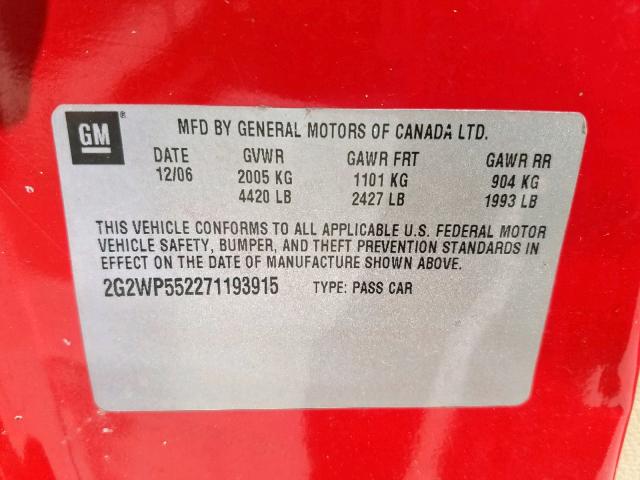 GM®
MFD BY GENERAL MOTORS OF CANADA LTD.
DATE GVWR GAWR FRT GAWR RR
12/06 2005 KG 1101 KG 904 KG
4420 LB 2427 LB 1993 LB
THIS VEHICLE CONFORMS TO ALL APPLICABLE U.S. FEDERAL MOTOR
VEHICLE SAFETY, BUMPER, AND THEFT PREVENTION STANDARDS IN
EFFECT ON THE DATE OF MANUFACTURE SHOWN ABOVE.
2G2WP552271193915 TYPE: PASS CAR